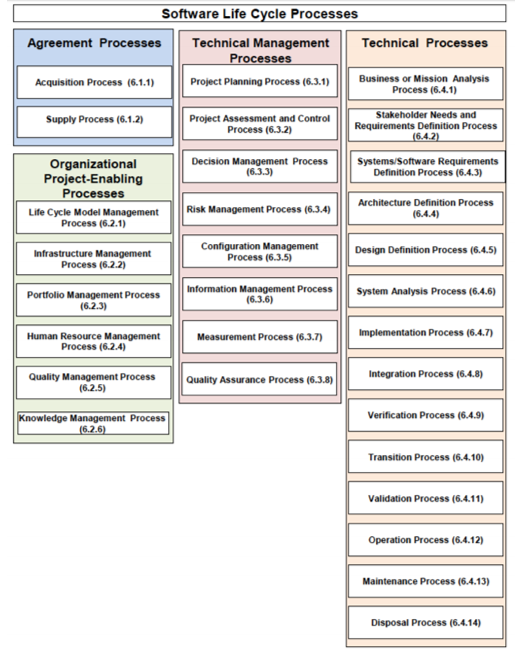 Software Life Cycle Processes
Agreement Processes
Acquisition Process (6.1.1)
Supply Process (6.1.2)
Organizational
Project-Enabling
Processes
Life Cycle Model Management
Process (6.2.1)
Infrastructure Management
Process (6.2.2)
Portfolio Management Process
(6.2.3)
Human Resource Management
Process (6.2.4)
Quality Management Process
(6.2.5)
Knowledge Management Process
(6.2.6)
Technical Management
Processes
Project Planning Process (6.3.1)
Project Assessment and Control
Process (6.3.2)
Decision Management Process
(6.3.3)
Risk Management Process (6.3.4)
Configuration Management
Process (6.3.5)
Information Management Process
(6.3.6)
Measurement Process (6.3.7)
Quality Assurance Process (6.3.8)
Technical Processes
Business or Mission Analysis
Process (6.4.1)
Stakeholder Needs and
Requirements Definition Process
(6.4.2)
Systems/Software Requirements
Definition Process (6.4.3)
Architecture Definition Process
(6.4.4)
Design Definition Process (6.4.5)
System Analysis Process (6.4.6)
Implementation Process (6.4.7)
Integration Process (6.4.8)
Verification Process (6.4.9)
Transition Process (6.4.10)
Validation Process (6.4.11)
Operation Process (6.4.12)
Maintenance Process (6.4.13)
Disposal Process (6.4.14)